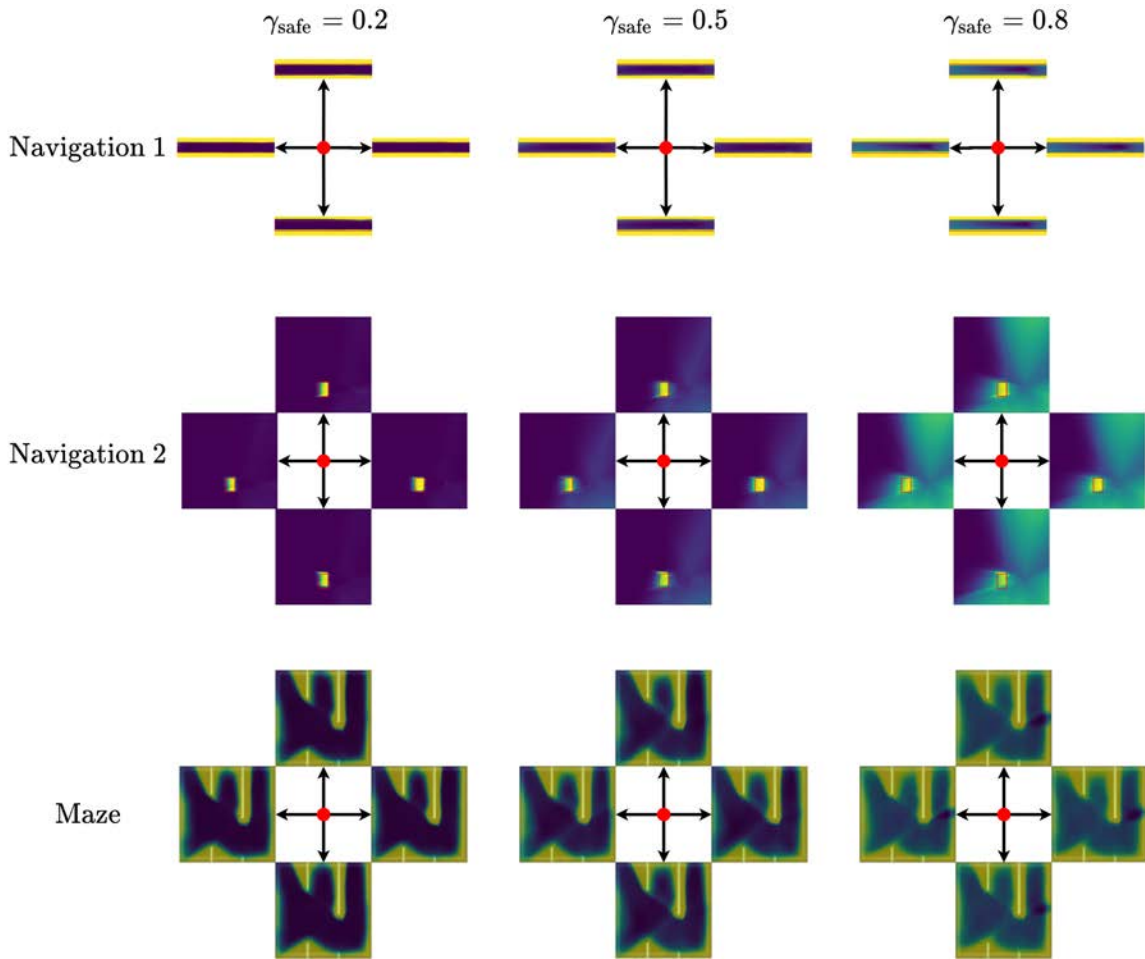 γ_safe = 0.2 γ_safe = 0.5 γ_safe = 0.8
Navigation 1
Navigation 2
Maze